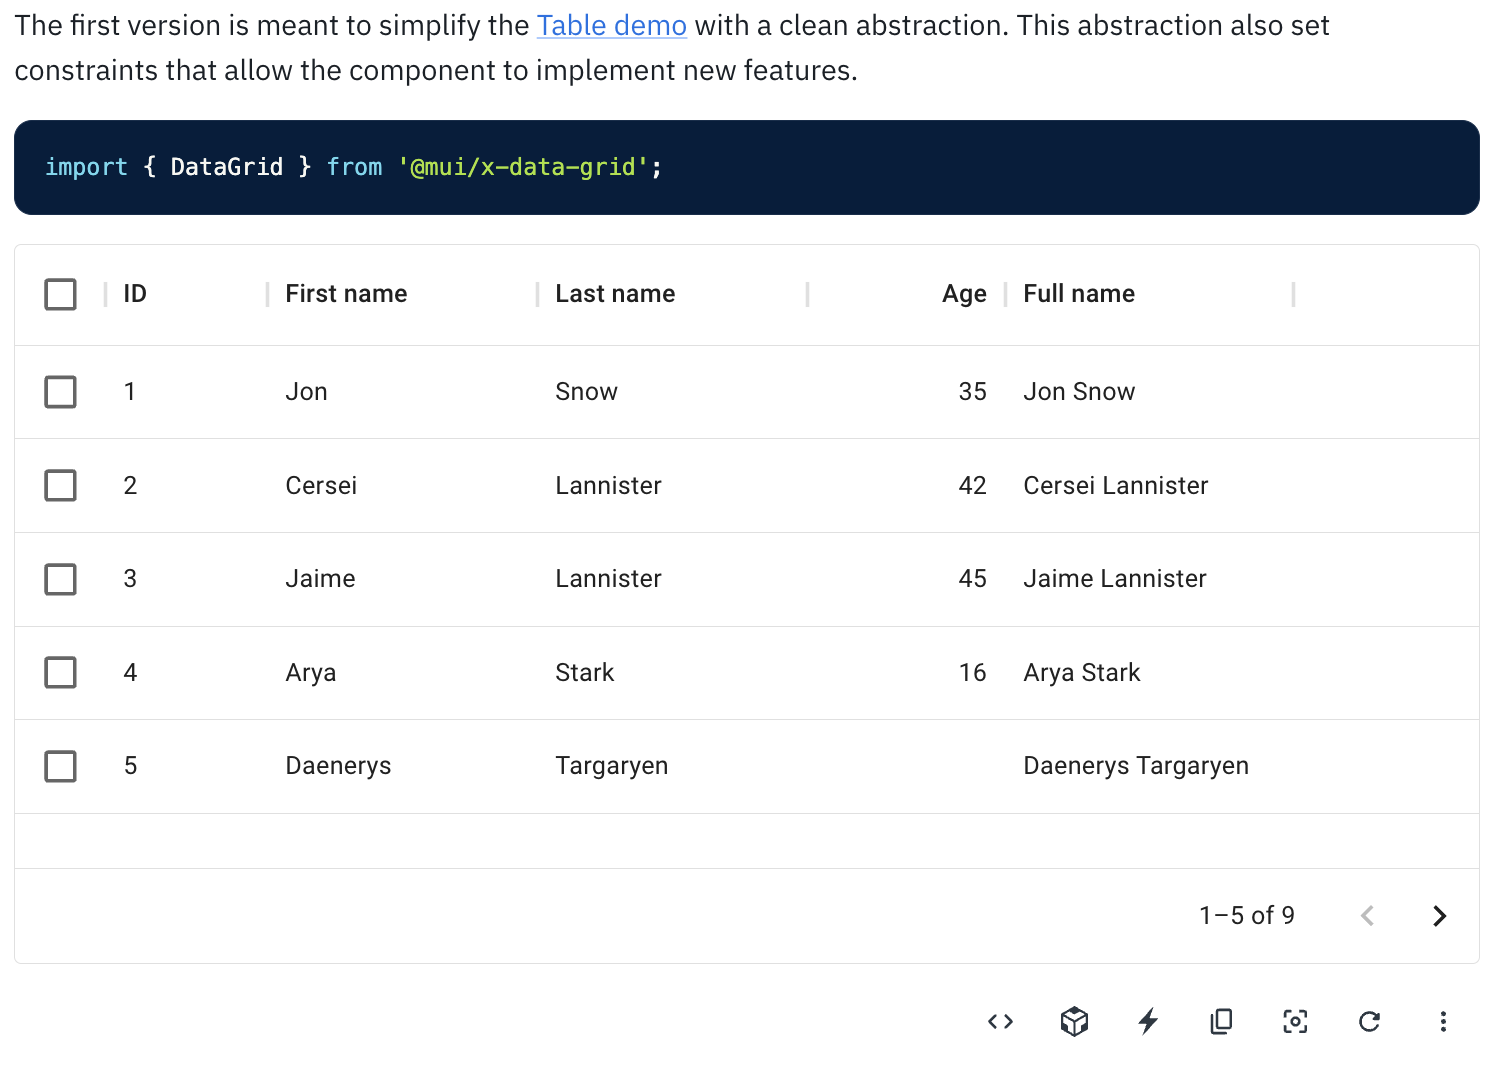 The first version is meant to simplify the Table demo with a clean abstraction. This abstraction also set
constraints that allow the component to implement new features.
import { DataGrid } from '@mui/x-data-grid';
ID First name Last name Age Full name
1 Jon Snow 35 Jon Snow
2 Cersei Lannister 42 Cersei Lannister
3 Jaime Lannister 45 Jaime Lannister
4 Arya Stark 16 Arya Stark
5 Daenerys Targaryen Daenerys Targaryen
1–5 of 9